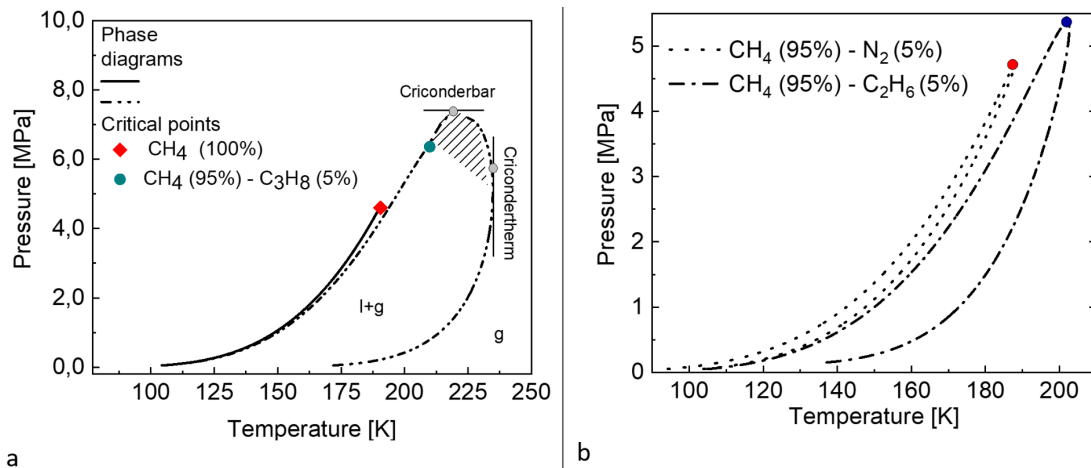 10,0
8,0
6,0
4,0
2,0
0,0
Pressure [MPa]
100 125 150 175 200 225 250
Temperature [K]
Phase
diagrams
Critical points
CH₄ (100%)
CH₄ (95%) - C₃H₈ (5%)
Criconderbar
Cricondertherm
l+g
g
a
5
4
3
2
1
0
Pressure [MPa]
100 120 140 160 180 200
Temperature [K]
CH₄ (95%) - N₂ (5%)
CH₄ (95%) - C₂H₆ (5%)
b